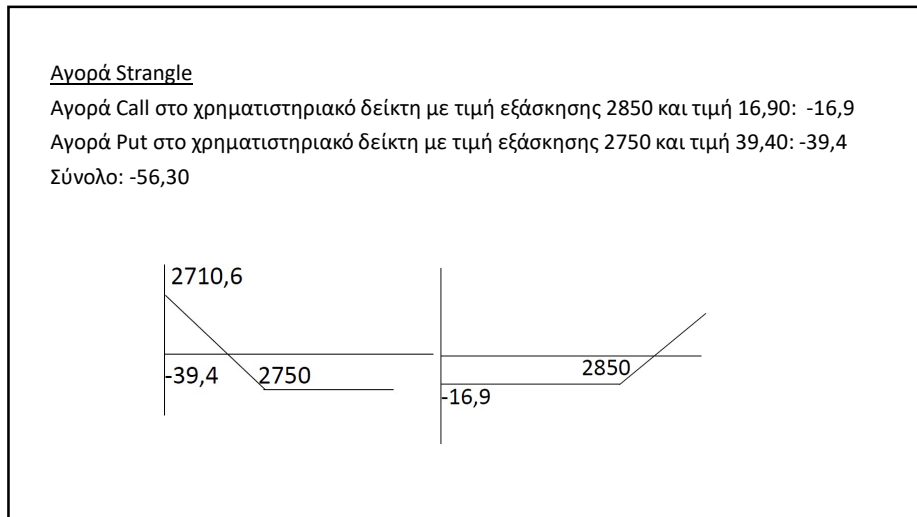 Αγορά Strangle
Αγορά Call στο χρηματιστηριακό δείκτη με τιμή εξάσκησης 2850 και τιμή 16,90: -16,9
Αγορά Put στο χρηματιστηριακό δείκτη με τιμή εξάσκησης 2750 και τιμή 39,40: -39,4
Σύνολο: -56,30
2710,6
-39,4
2750
2850
-16,9